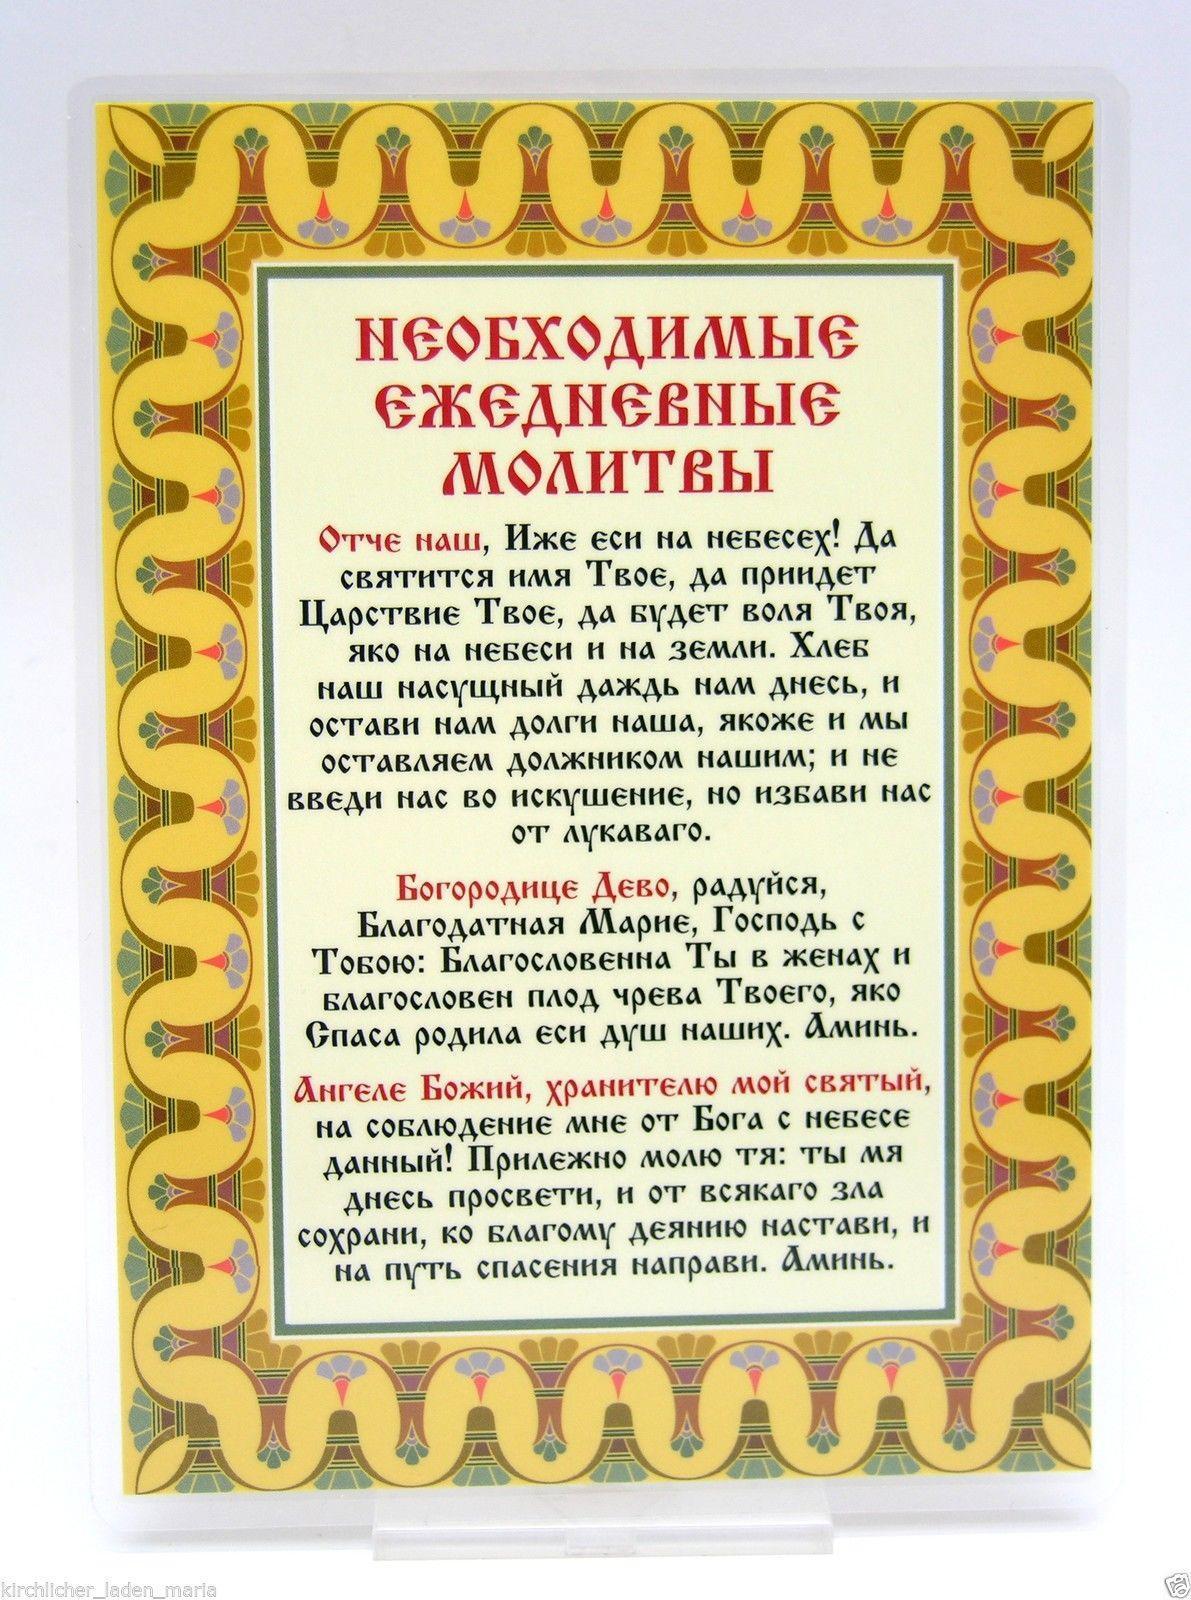 НЕОБХОДИМЫЕ
ЕЖЕДНЕВНЫЕ
МОЛИТВЫ
Отче наш, Иже еси на небесех! Да
святится имя Твое, да приидет
Царствие Твое, да будет воля Твоя,
яко на небеси и на земли. Хлеб
наш насущный даждь нам днесь, и
остави нам долги наша, якоже и мы
оставляем должником нашим; и не
введи нас во искушение, но избави нас
от лукаваго.
Богородице Дево, радуйся,
Благодатная Марие, Господь с
Тобою: Благословенна Ты в женах и
благословен плод чрева Твоего, яко
Спаса родила еси душ наших. Аминь.
Ангеле Божий, хранителю мой святый,
на соблюдение мне от Бога с небесе
данный! Прилежно молю тя: ты мя
днесь просвети, и от всякаго зла
сохрани, ко благому деянию настави, и
на путь спасения направи. Аминь.
kirchlicher_laden_maria